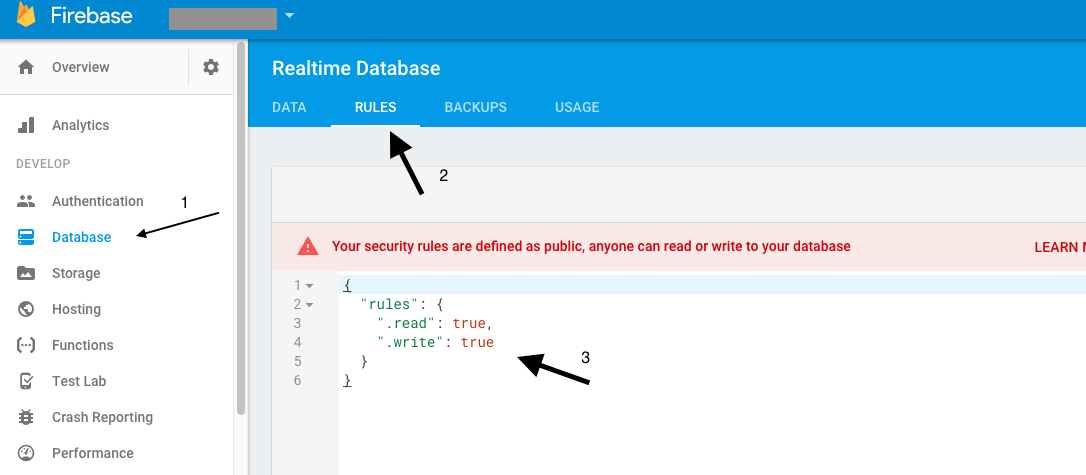 Firebase
Overview
Realtime Database
DATA RULES BACKUPS USAGE
Analytics
DEVELOP
2
Authentication
1
Database
Your security rules are defined as public, anyone can read or write to your database LEARN
Storage
Hosting
Functions
Test Lab
Crash Reporting
Performance
1 {
2 "rules": {
3 ".read": true,
4 ".write": true
5 }
6 }
3